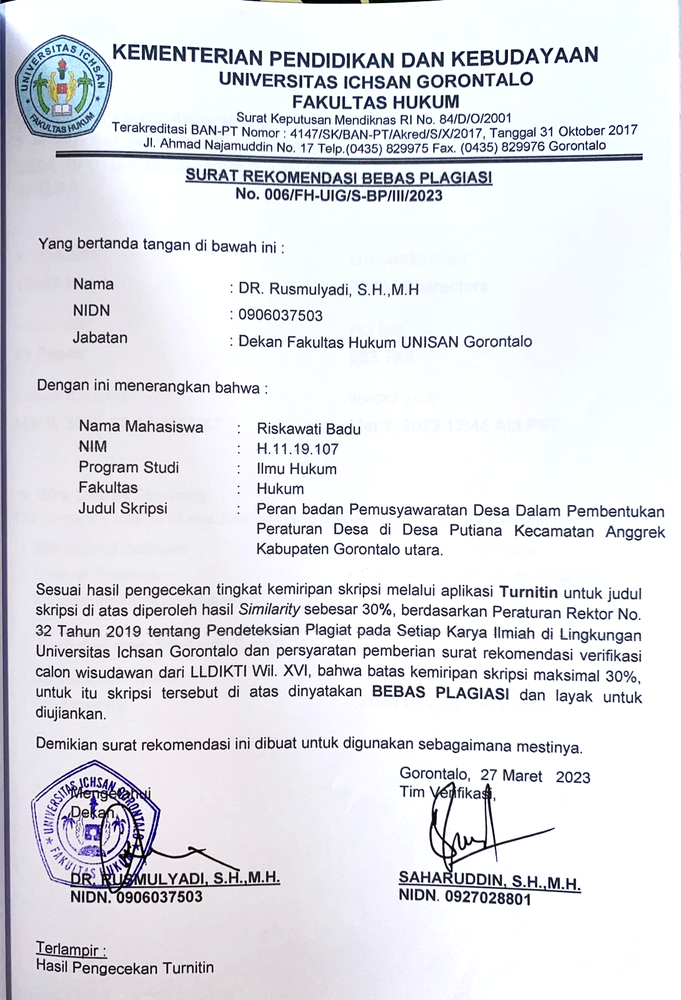 UNIVERSITAS ICHSAN
FAKULTAS HUKUM
KEMENTERIAN PENDIDIKAN DAN KEBUDAYAAN
UNIVERSITAS ICHSAN GORONTALO
FAKULTAS HUKUM
Surat Keputusan Mendiknas RI No. 84/D/O/2001
Terakreditasi BAN-PT Nomor : 4147/SK/BAN-PT/Akred/S/X/2017, Tanggal 31 Oktober 2017
Jl. Ahmad Najamuddin No. 17 Telp.(0435) 829975 Fax. (0435) 829976 Gorontalo
SURAT REKOMENDASI BEBAS PLAGIASI
No. 006/FH-UIG/S-BP/III/2023
Yang bertanda tangan di bawah ini :
Nama : DR. Rusmulyadi, S.H.,M.H
NIDN : 0906037503
Jabatan : Dekan Fakultas Hukum UNISAN Gorontalo
Dengan ini menerangkan bahwa :
Nama Mahasiswa : Riskawati Badu
NIM : H.11.19.107
Program Studi : Ilmu Hukum
Fakultas : Hukum
Judul Skripsi : Peran badan Pemusyawaratan Desa Dalam Pembentukan
Peraturan Desa di Desa Putiana Kecamatan Anggrek
Kabupaten Gorontalo utara.
Sesuai hasil pengecekan tingkat kemiripan skripsi melalui aplikasi Turnitin untuk judul
skripsi di atas diperoleh hasil Similarity sebesar 30%, berdasarkan Peraturan Rektor No.
32 Tahun 2019 tentang Pendeteksian Plagiat pada Setiap Karya Ilmiah di Lingkungan
Universitas Ichsan Gorontalo dan persyaratan pemberian surat rekomendasi verifikasi
calon wisudawan dari LLDIKTI Wil. XVI, bahwa batas kemiripan skripsi maksimal 30%,
untuk itu skripsi tersebut di atas dinyatakan BEBAS PLAGIASI dan layak untuk
diujiankan.
Demikian surat rekomendasi ini dibuat untuk digunakan sebagaimana mestinya.
Gorontalo, 27 Maret 2023
Tim Verifikasi,
Mengetahui
Dekan,
UNIVERSITAS ICHSAN GORONTALO
FAKULTAS HUKUM
DR. RUSMULYADI, S.H.,M.H.
NIDN. 0906037503
SAHARUDDIN, S.H.,M.H.
NIDN. 0927028801
Terlampir :
Hasil Pengecekan Turnitin